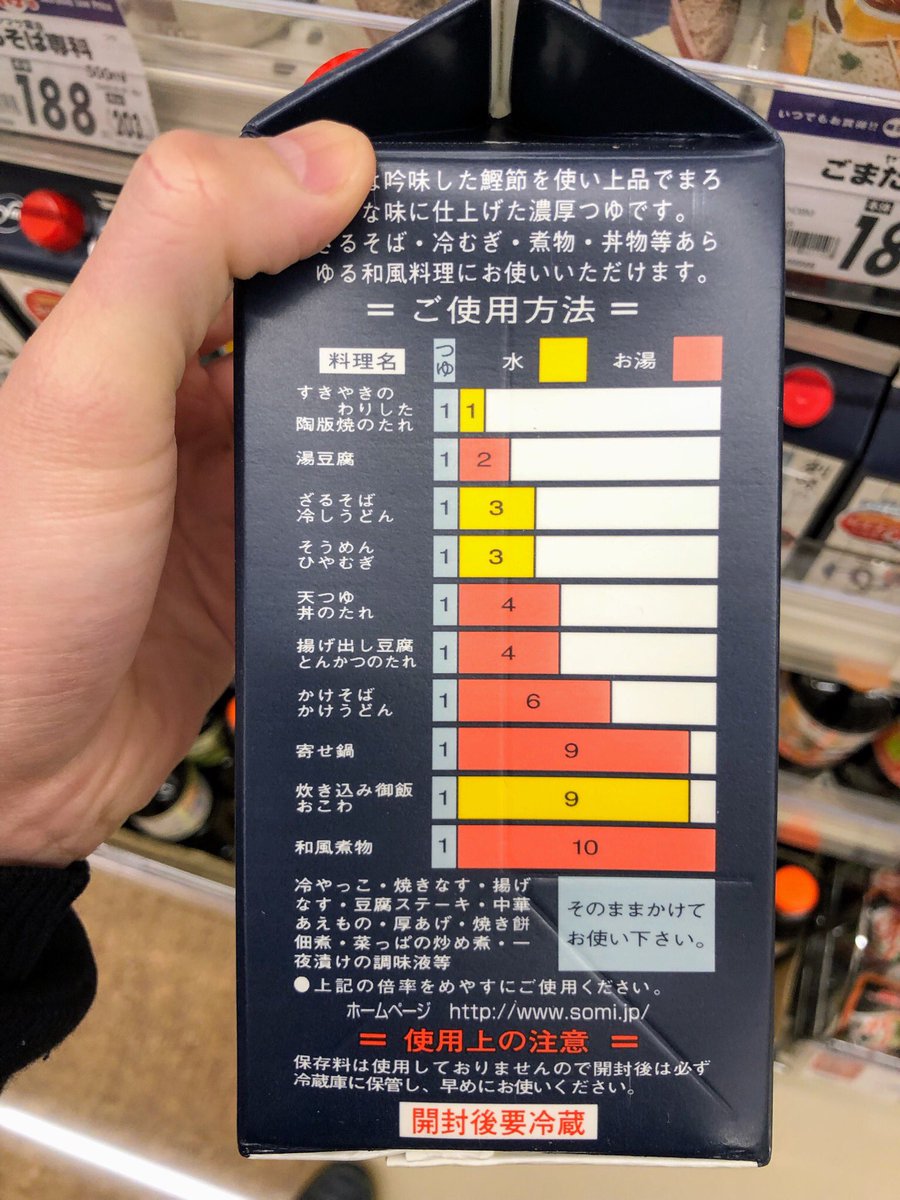 そば専科
500ml
188
203
いつでもお買得!!
ごまだ
18
は吟味した鰹節を使い上品でまろ
な味に仕上げた濃厚つゆです。
ざるそば・冷むぎ・煮物・丼物等あら
ゆる和風料理にお使いいただけます。
= ご使用方法 =
料理名 つゆ 水 お湯
すきやきの
わりした
陶版焼のたれ
1 1
湯豆腐 1 2
ざるそば
冷しうどん
1 3
そうめん
ひやむぎ
1 3
天つゆ
丼のたれ
1 4
揚げ出し豆腐
とんかつのたれ
1 4
かけそば
かけうどん
1 6
寄せ鍋 1 9
炊き込み御飯
おこわ
1 9
和風煮物 1 10
冷やっこ・焼きなす・揚げ
なす・豆腐ステーキ・中華
あえもの・厚あげ・焼き餅
佃煮・菜っぱの炒め煮・一
夜漬けの調味液等
そのままかけて
お使い下さい。
●上記の倍率をめやすにご使用ください。
ホームページ http://www.somi.jp/
= 使用上の注意 =
保存料は使用しておりませんので開封後は必ず
冷蔵庫に保管し、早めにお使いください。
開封後要冷蔵